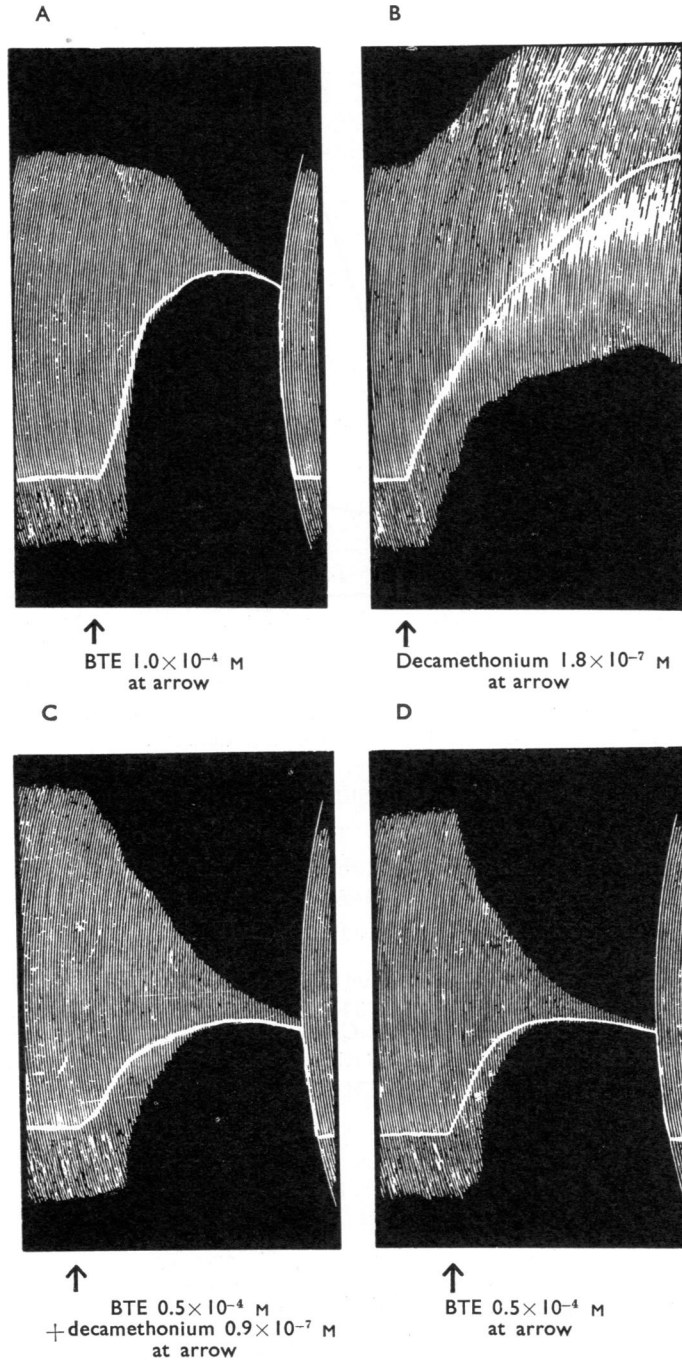 A
B
↑
BTE 1.0×10⁻⁴ M
at arrow
↑
Decamethonium 1.8×10⁻⁷ M
at arrow
C
D
↑
BTE 0.5×10⁻⁴ M
+decamethonium 0.9×10⁻⁷ M
at arrow
↑
BTE 0.5×10⁻⁴ M
at arrow